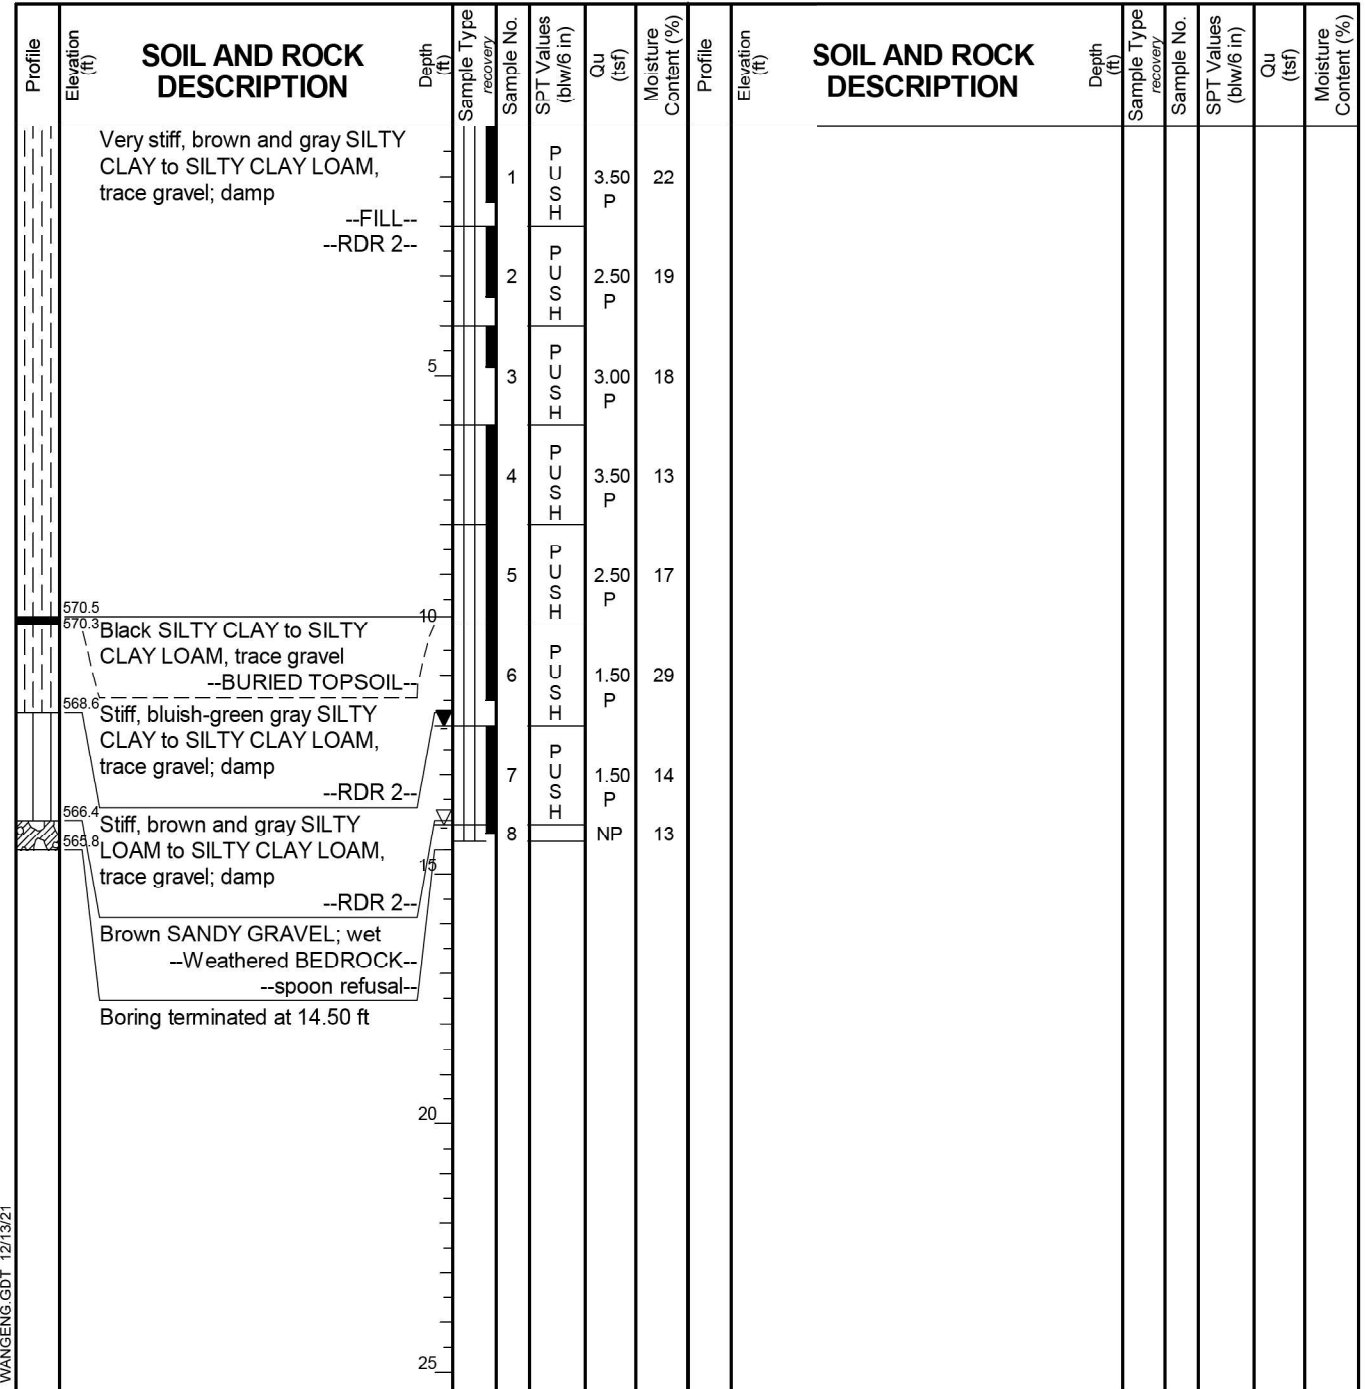 Profile
Elevation
(ft)
SOIL AND ROCK
DESCRIPTION
Depth
(ft)
Sample Type
recovery
Sample No.
SPT Values
(blw/6 in)
Qu
(tsf)
Moisture
Content (%)
Profile
Elevation
(ft)
SOIL AND ROCK
DESCRIPTION
Depth
(ft)
Sample Type
recovery
Sample No.
SPT Values
(blw/6 in)
Qu
(tsf)
Moisture
Content (%)
Very stiff, brown and gray SILTY
CLAY to SILTY CLAY LOAM,
trace gravel; damp
--FILL--
--RDR 2--
1
PUSH
3.50
P
22
2
PUSH
2.50
P
19
5
3
PUSH
3.00
P
18
4
PUSH
3.50
P
13
5
PUSH
2.50
P
17
570.5
10
570.3
Black SILTY CLAY to SILTY
CLAY LOAM, trace gravel
--BURIED TOPSOIL--
6
PUSH
1.50
P
29
568.6
Stiff, bluish-green gray SILTY
CLAY to SILTY CLAY LOAM,
trace gravel; damp
--RDR 2--
7
PUSH
1.50
P
14
566.4
Stiff, brown and gray SILTY
LOAM to SILTY CLAY LOAM,
trace gravel; damp
--RDR 2--
8
NP
13
565.8
15
Brown SANDY GRAVEL; wet
--Weathered BEDROCK--
--spoon refusal--
Boring terminated at 14.50 ft
20
25
WANGENG.GDT 12/13/21